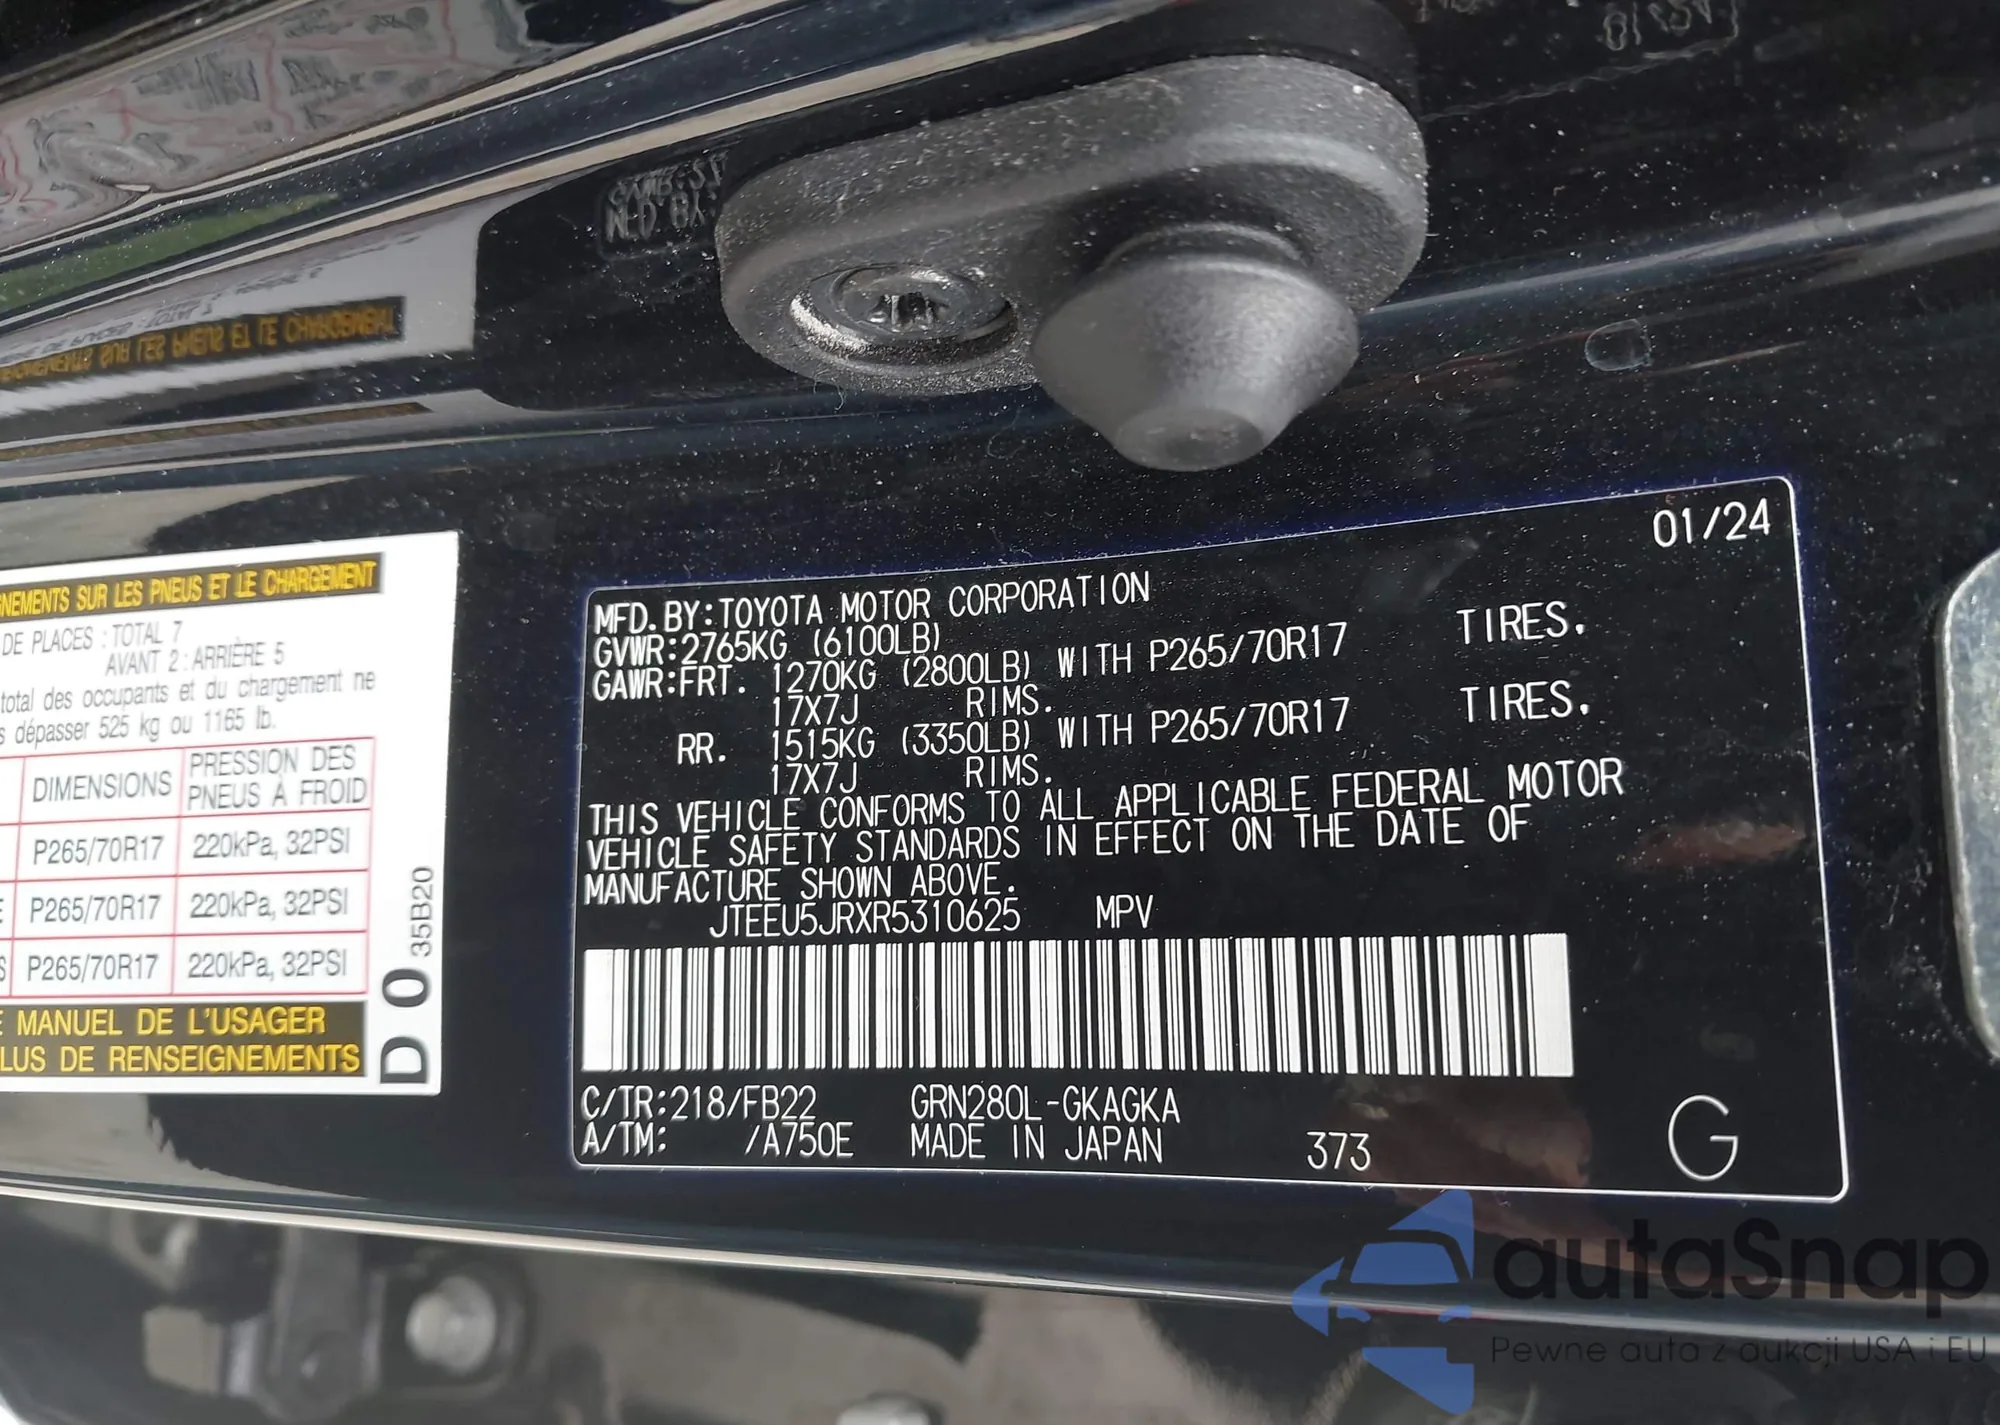 GNEMENTS SUR LES PNEUS ET LE CHARGEMENT
DE PLACES : TOTAL 7
AVANT 2 : ARRIÈRE 5
total des occupants et du chargement ne
s dépasser 525 kg ou 1165 lb.
DIMENSIONS PRESSION DES PNEUS A FROID
P265/70R17 220kPa, 32PSI
E P265/70R17 220kPa, 32PSI
S P265/70R17 220kPa, 32PSI
E MANUEL DE L'USAGER
LUS DE RENSEIGNEMENTS
D 0 35B20
01/24
MFD.BY:TOYOTA MOTOR CORPORATION
GVWR:2765KG (6100LB)
GAWR:FRT. 1270KG (2800LB) WITH P265/70R17 TIRES.
17X7J RIMS.
RR. 1515KG (3350LB) WITH P265/70R17 TIRES.
17X7J RIMS.
THIS VEHICLE CONFORMS TO ALL APPLICABLE FEDERAL MOTOR
VEHICLE SAFETY STANDARDS IN EFFECT ON THE DATE OF
MANUFACTURE SHOWN ABOVE.
JTEEU5JRXR5310625 MPV
C/TR:218/FB22 GRN280L-GKAGKA
A/TM: /A750E MADE IN JAPAN 373
G
autaSnap
Pewne auta z aukcji USA i EU